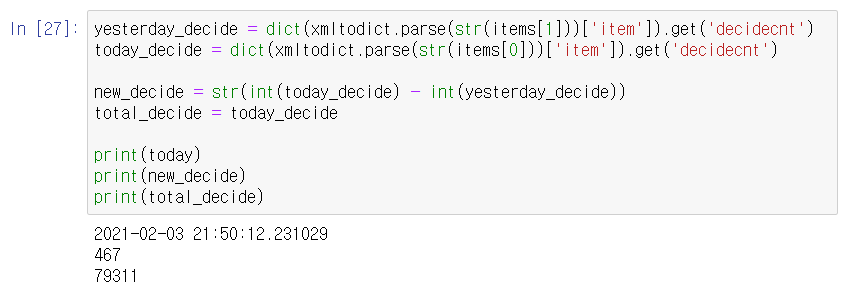 In [27]:
yesterday_decide = dict(xmltodict.parse(str(items[1]))['item']).get('decidecnt')
today_decide = dict(xmltodict.parse(str(items[0]))['item']).get('decidecnt')
new_decide = str(int(today_decide) - int(yesterday_decide))
total_decide = today_decide
print(today)
print(new_decide)
print(total_decide)
2021-02-03 21:50:12.231029
467
79311